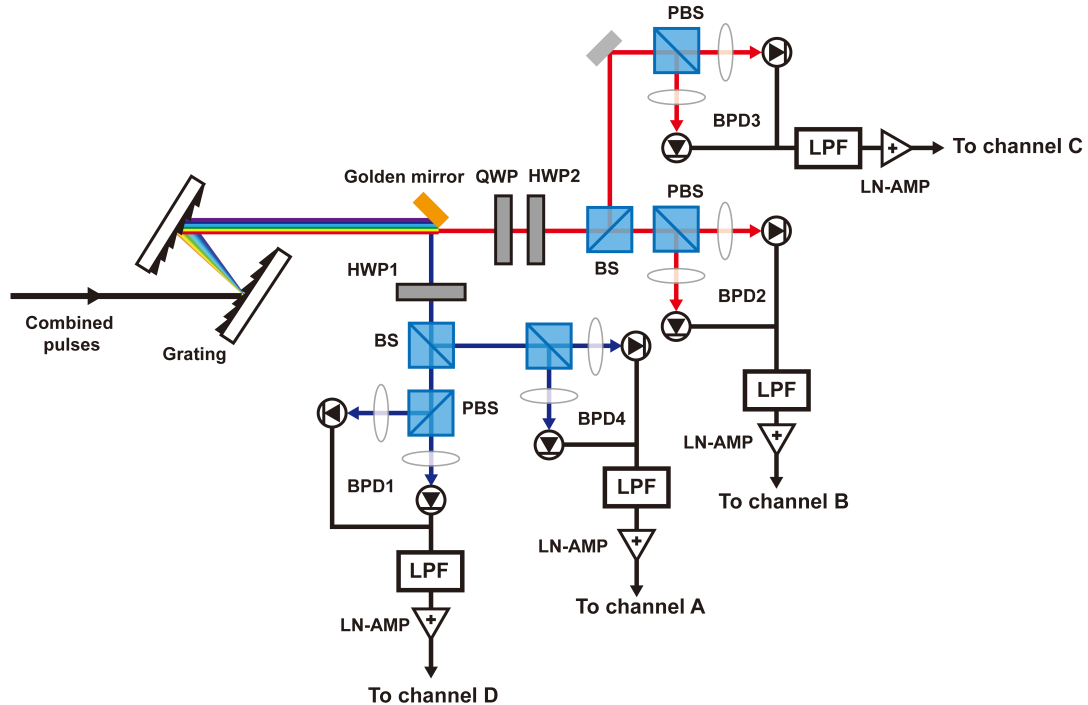 PBS
BPD3
LPF
To channel C
LN-AMP
Golden mirror
QWP
HWP2
PBS
BS
HWP1
BPD2
Combined
pulses
Grating
BS
PBS
BPD4
LPF
LN-AMP
To channel B
BPD1
LPF
LN-AMP
To channel A
LPF
LN-AMP
To channel D